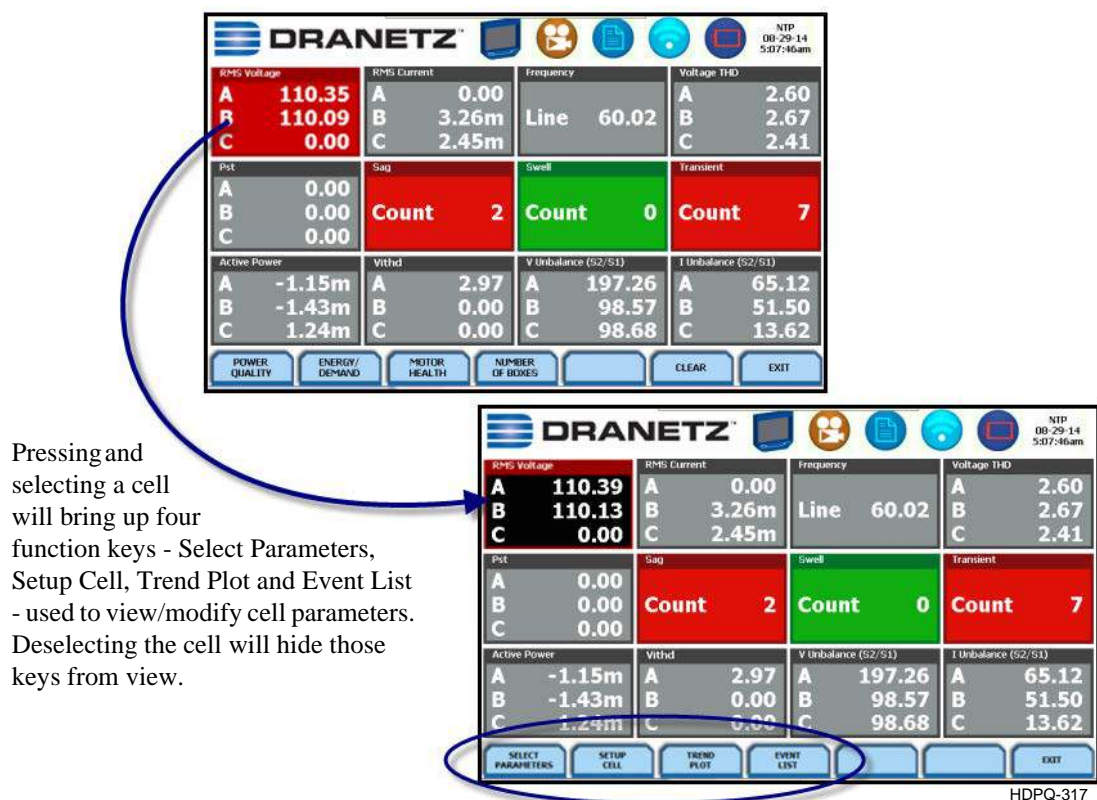 DRANETZ
NTP
08-29-14
5:07:46am
RMS Voltage
A 110.35
B 110.09
C 0.00
RMS Current
A 0.00
B 3.26m
C 2.45m
Frequency
Line 60.02
Voltage THD
A 2.60
B 2.67
C 2.41
Pst
A 0.00
B 0.00
C 0.00
Sag
Count 2
Swell
Count 0
Transient
Count 7
Active Power
A -1.15m
B -1.43m
C 1.24m
Vithd
A 2.97
B 0.00
C 0.00
V Unbalance (S2/S1)
A 197.26
B 98.57
C 98.68
I Unbalance (S2/S1)
A 65.12
B 51.50
C 13.62
POWER
QUALITY
ENERGY/
DEMAND
MOTOR
HEALTH
NUMBER
OF BOXES
CLEAR
EXIT
Pressing and
selecting a cell
will bring up four
function keys - Select Parameters,
Setup Cell, Trend Plot and Event List
- used to view/modify cell parameters.
Deselecting the cell will hide those
keys from view.
DRANETZ
NTP
08-29-14
5:07:46am
RMS Voltage
A 110.39
B 110.13
C 0.00
RMS Current
A 0.00
B 3.26m
C 2.45m
Frequency
Line 60.02
Voltage THD
A 2.60
B 2.67
C 2.41
Pst
A 0.00
B 0.00
C 0.00
Sag
Count 2
Swell
Count 0
Transient
Count 7
Active Power
A -1.15m
B -1.43m
C 1.24m
Vithd
A 2.97
B 0.00
C 0.00
V Unbalance (S2/S1)
A 197.26
B 98.57
C 98.68
I Unbalance (S2/S1)
A 65.12
B 51.50
C 13.62
SELECT
PARAMETERS
SETUP
CELL
TREND
PLOT
EVENT
LIST
EXIT
HDPQ-317